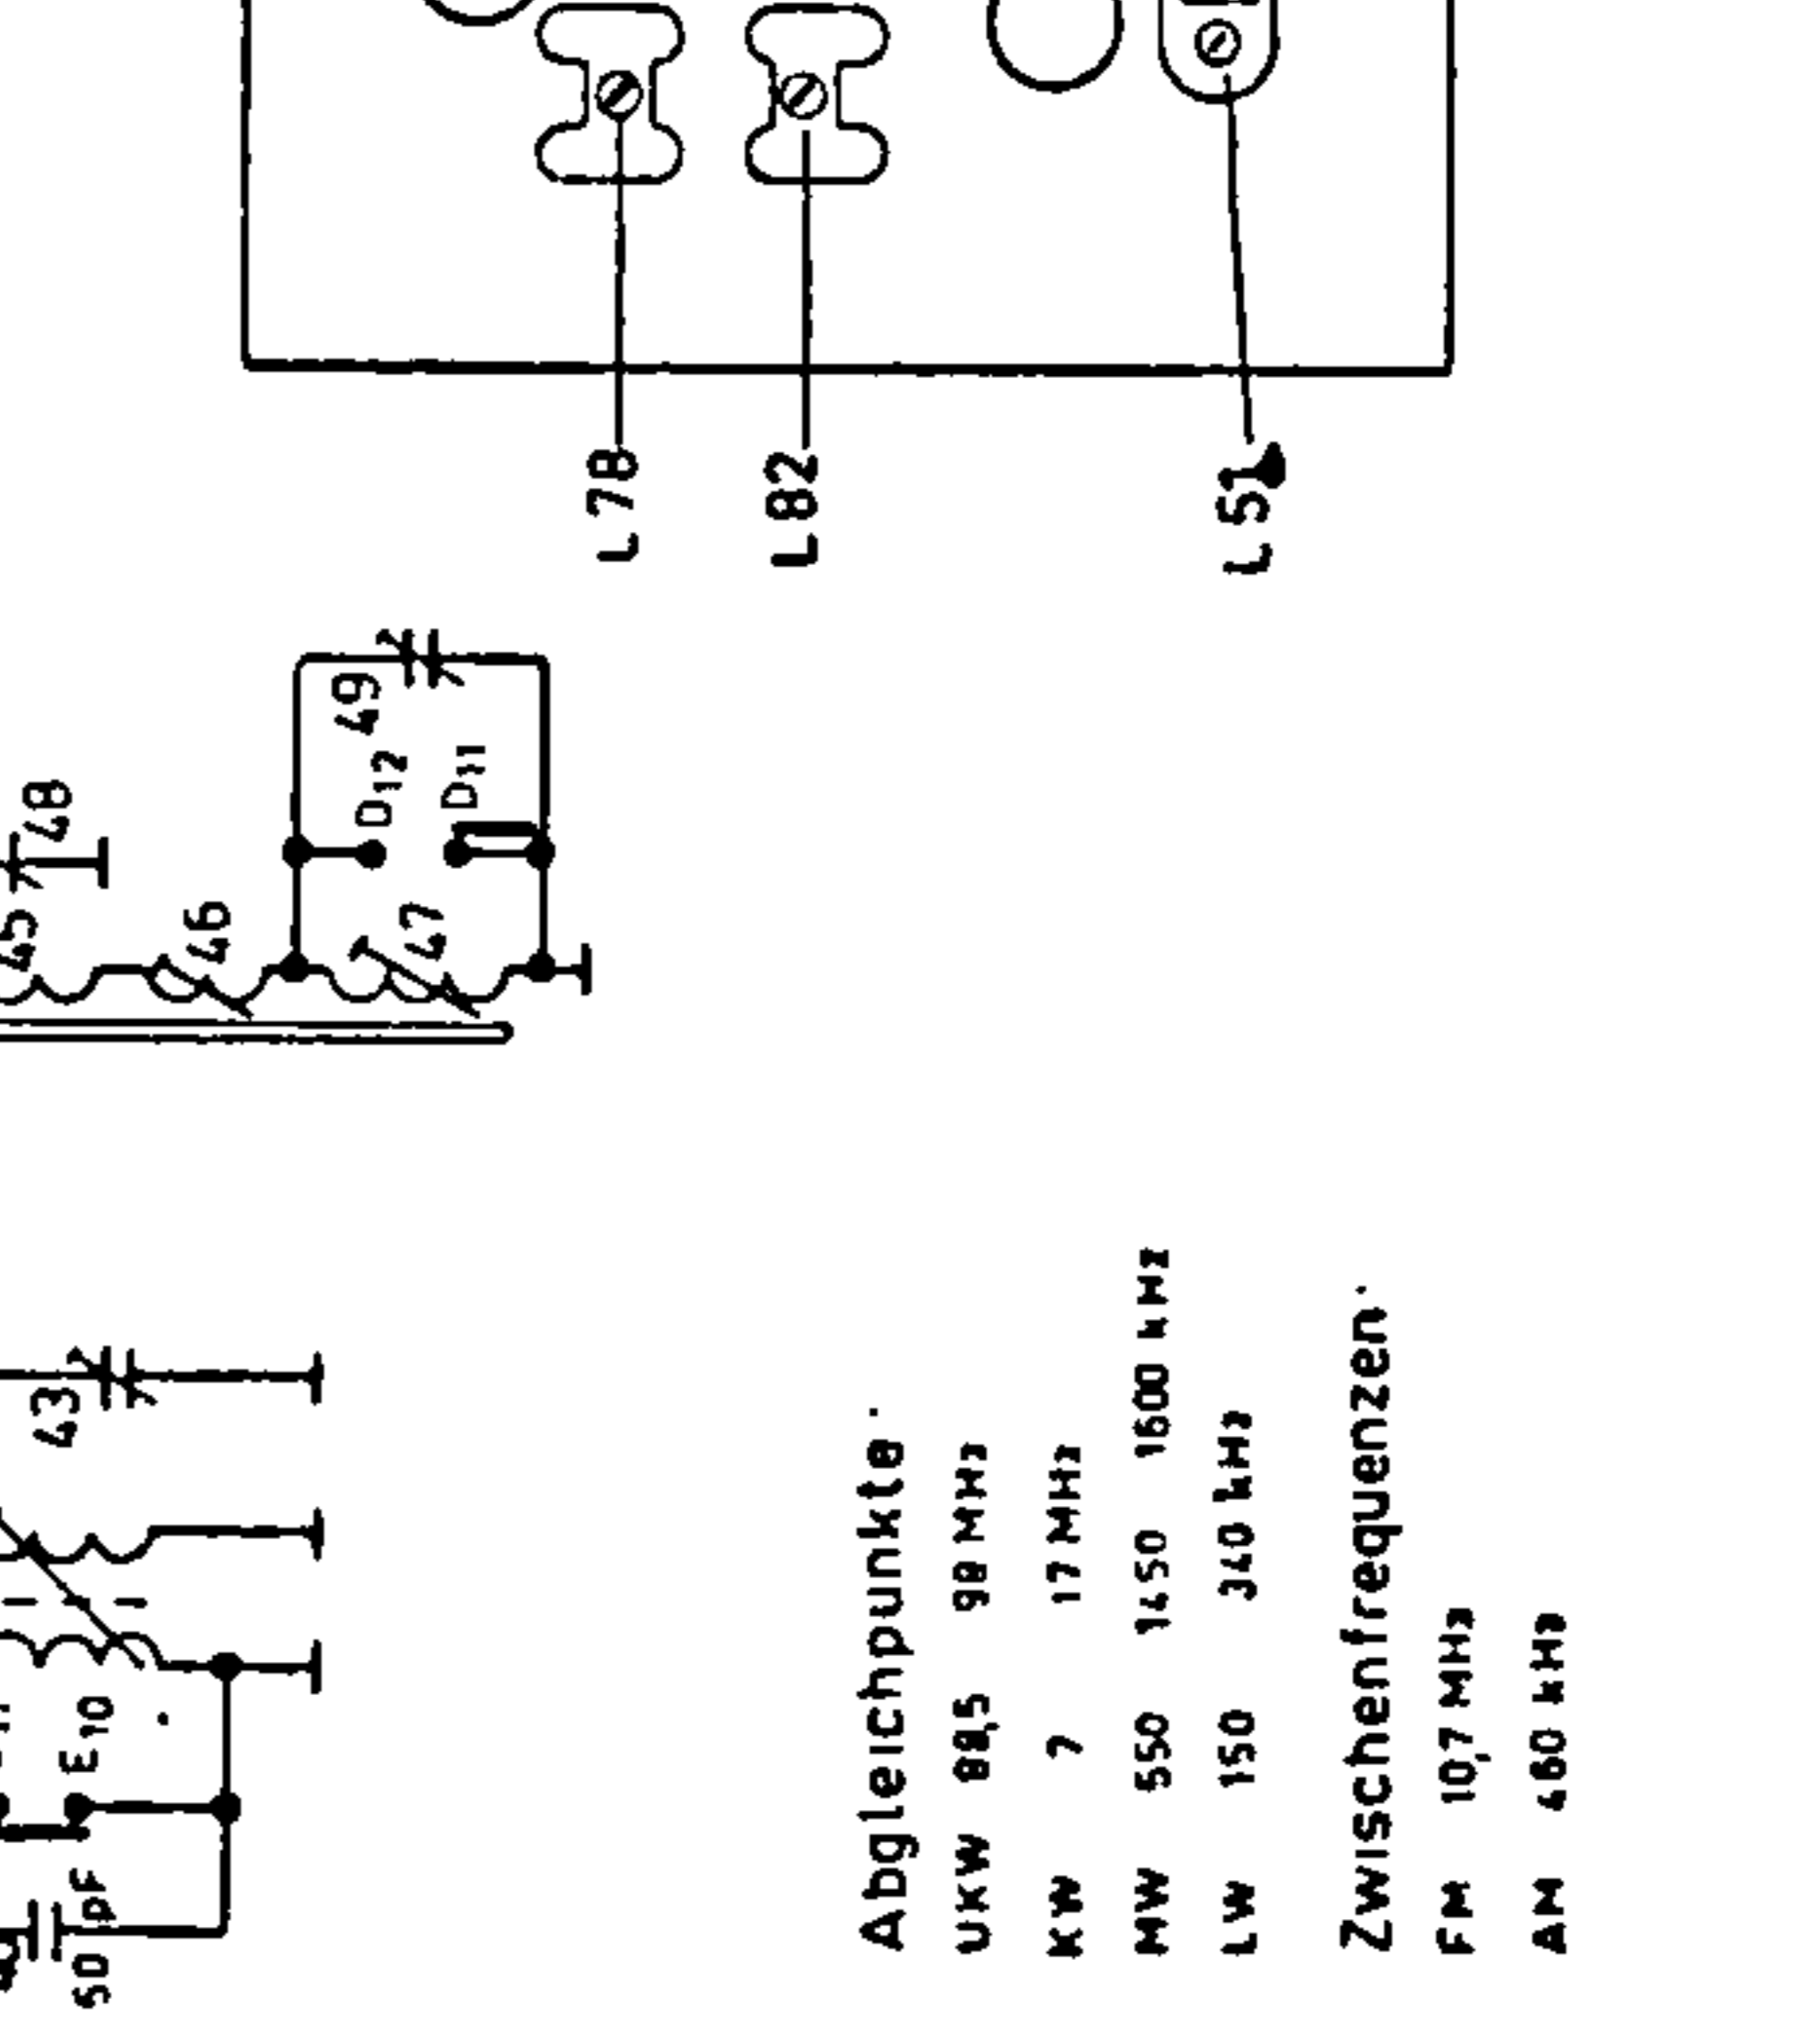 L 78
L 82
L 51
49
D12
D11
48
45
46
47
43
E10
50 pF
Abgleichpunkte.
UKW 88,5 98 MHz
KW 7 17 MHz
MW 550 1450 1600 kHz
LW 150 340 kHz
Zwischenfrequenzen.
FM 10,7 MHz
AM 460 kHz